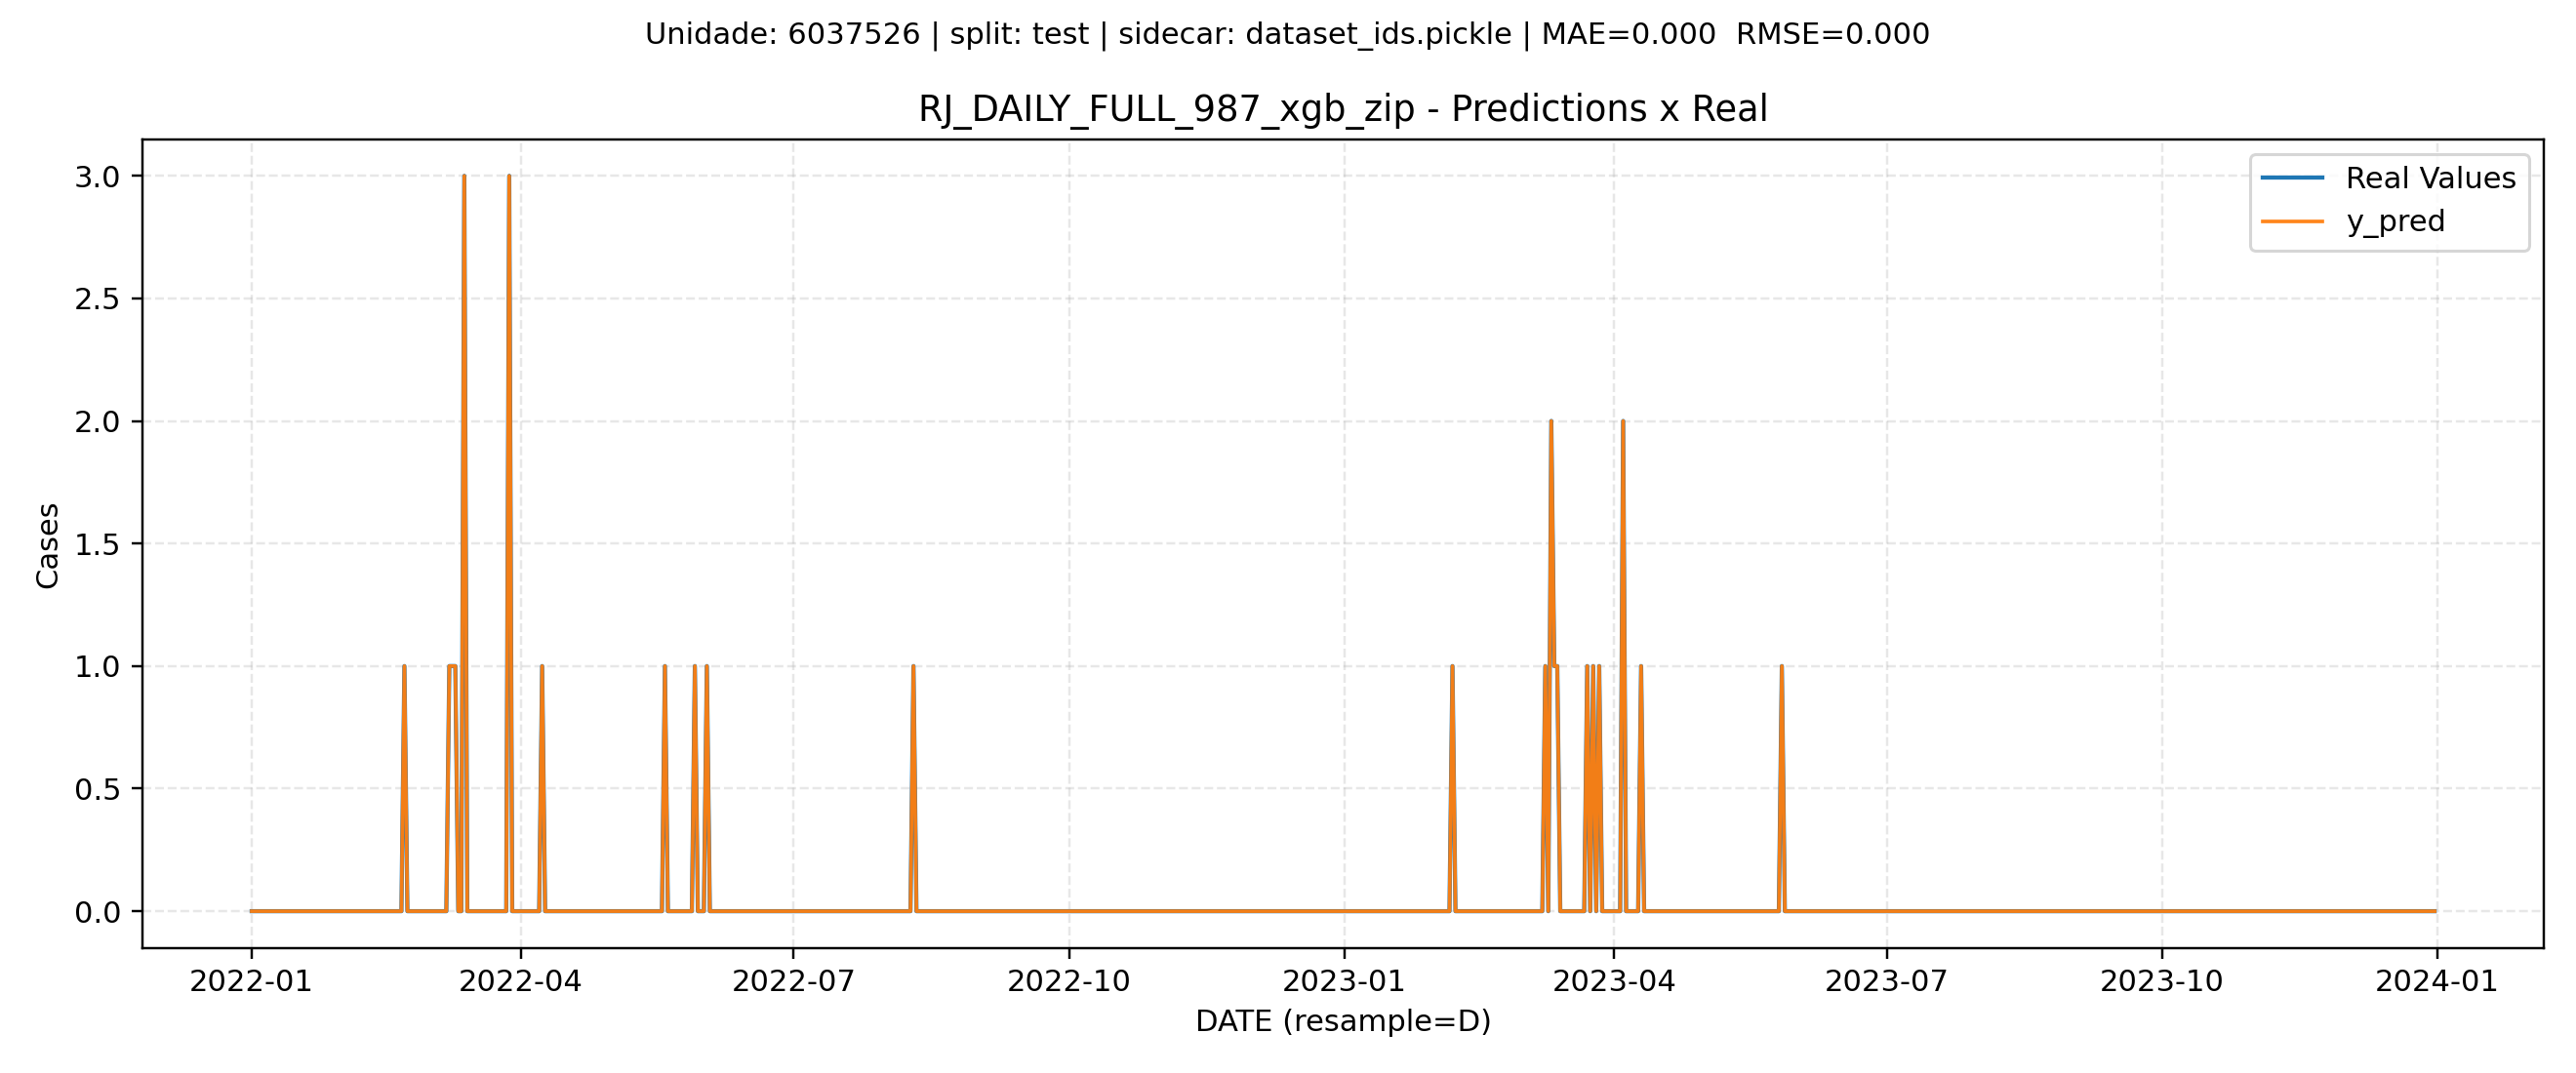 Unidade: 6037526 | split: test | sidecar: dataset_ids.pickle | MAE=0.000  RMSE=0.000
RJ_DAILY_FULL_987_xgb_zip - Predictions x Real
Real Values
y_pred
Cases
3.0
2.5
2.0
1.5
1.0
0.5
0.0
2022-01 2022-04 2022-07 2022-10 2023-01 2023-04 2023-07 2023-10 2024-01
DATE (resample=D)